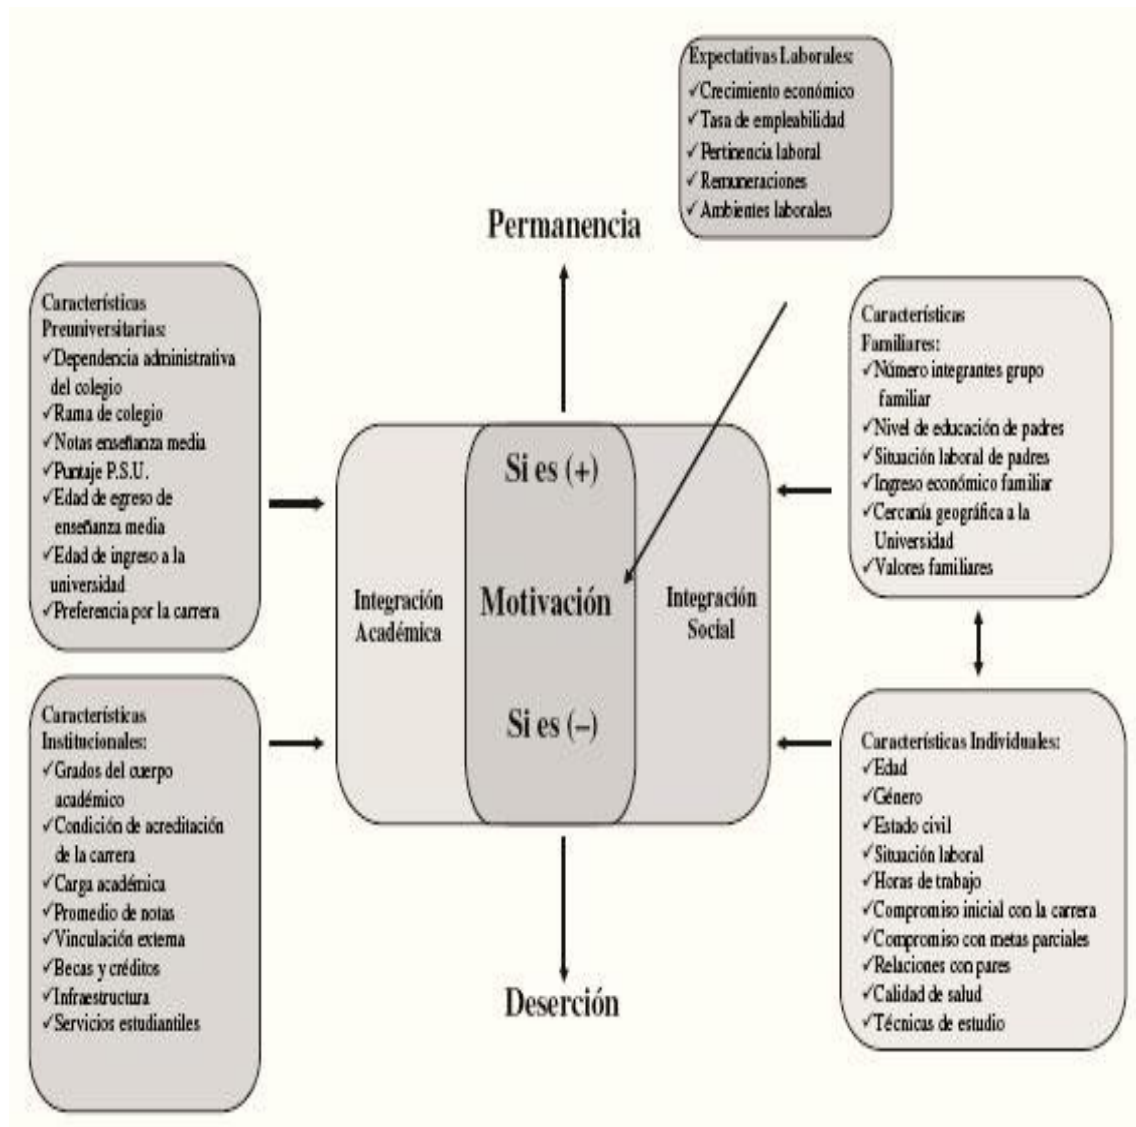 Expectativas Laborales:
✓Crecimiento económico
✓Tasa de empleabilidad
✓Pertinencia laboral
✓Remuneraciones
✓Ambientes laborales
Permanencia
Características
Preuniversitarias:
✓Dependencia administrativa
del colegio
✓Rama de colegio
✓Notas enseñanza media
✓Puntaje P.S.U.
✓Edad de egreso de
enseñanza media
✓Edad de ingreso a la
universidad
✓Preferencia por la carrera
Características
Institucionales:
✓Grados del cuerpo
académico
✓Condición de acreditación
de la carrera
✓Carga académica
✓Promedio de notas
✓Vinculación externa
✓Becas y créditos
✓Infraestructura
✓Servicios estudiantiles
Integración
Académica
Si es (+)
Motivación
Si es (–)
Integración
Social
Deserción
Características
Familiares:
✓Número integrantes grupo
familiar
✓Nivel de educación de padres
✓Situación laboral de padres
✓Ingreso económico familiar
✓Cercanía geográfica a la
Universidad
✓Valores familiares
Características Individuales:
✓Edad
✓Género
✓Estado civil
✓Situación laboral
✓Horas de trabajo
✓Compromiso inicial con la carrera
✓Compromiso con metas parciales
✓Relaciones con pares
✓Calidad de salud
✓Técnicas de estudio